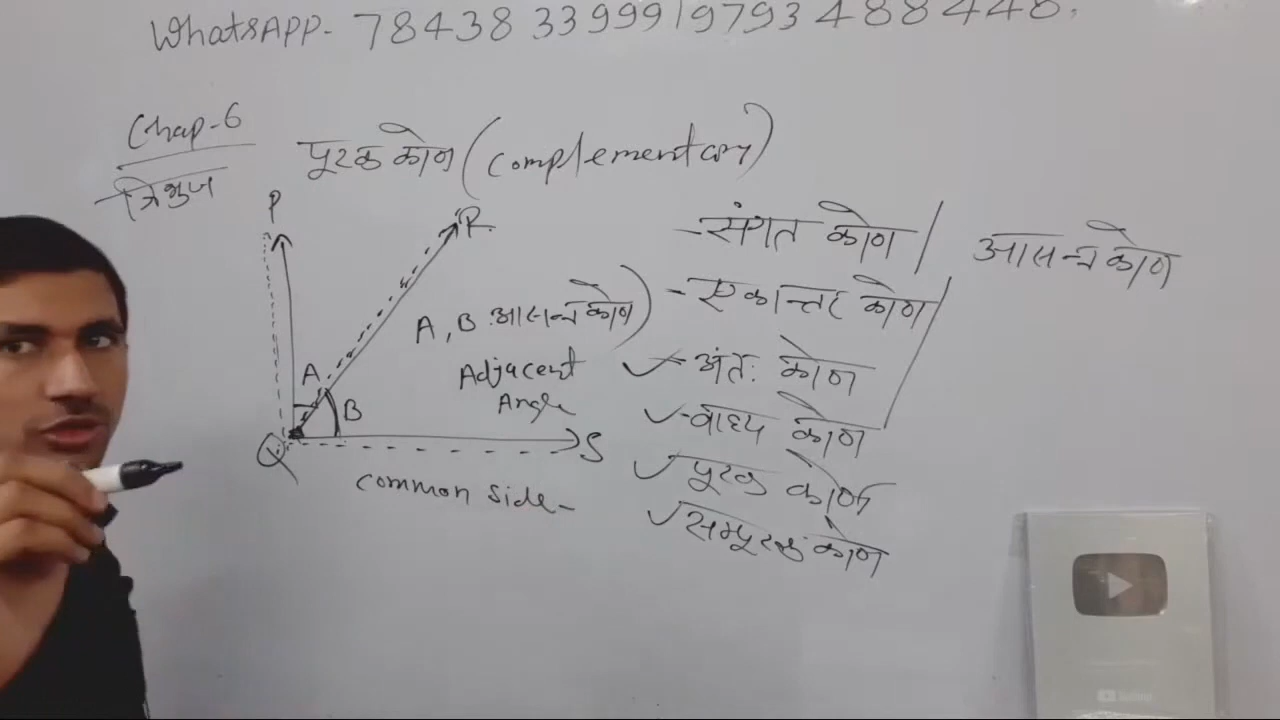 WhatsAPP- 7843833999/9793488448.
Chap-6
त्रिभुज
पूरक कोण (complementary)
P
R
A
B
Q
S
A, B आसन्न कोण)
Adjacent
Angle
common side-
-संगत कोण
-एकान्तर कोण
-अंतः कोण
-वाह्य कोण
पूरक कोण
सम्पूरक कोण
आसन्न कोण